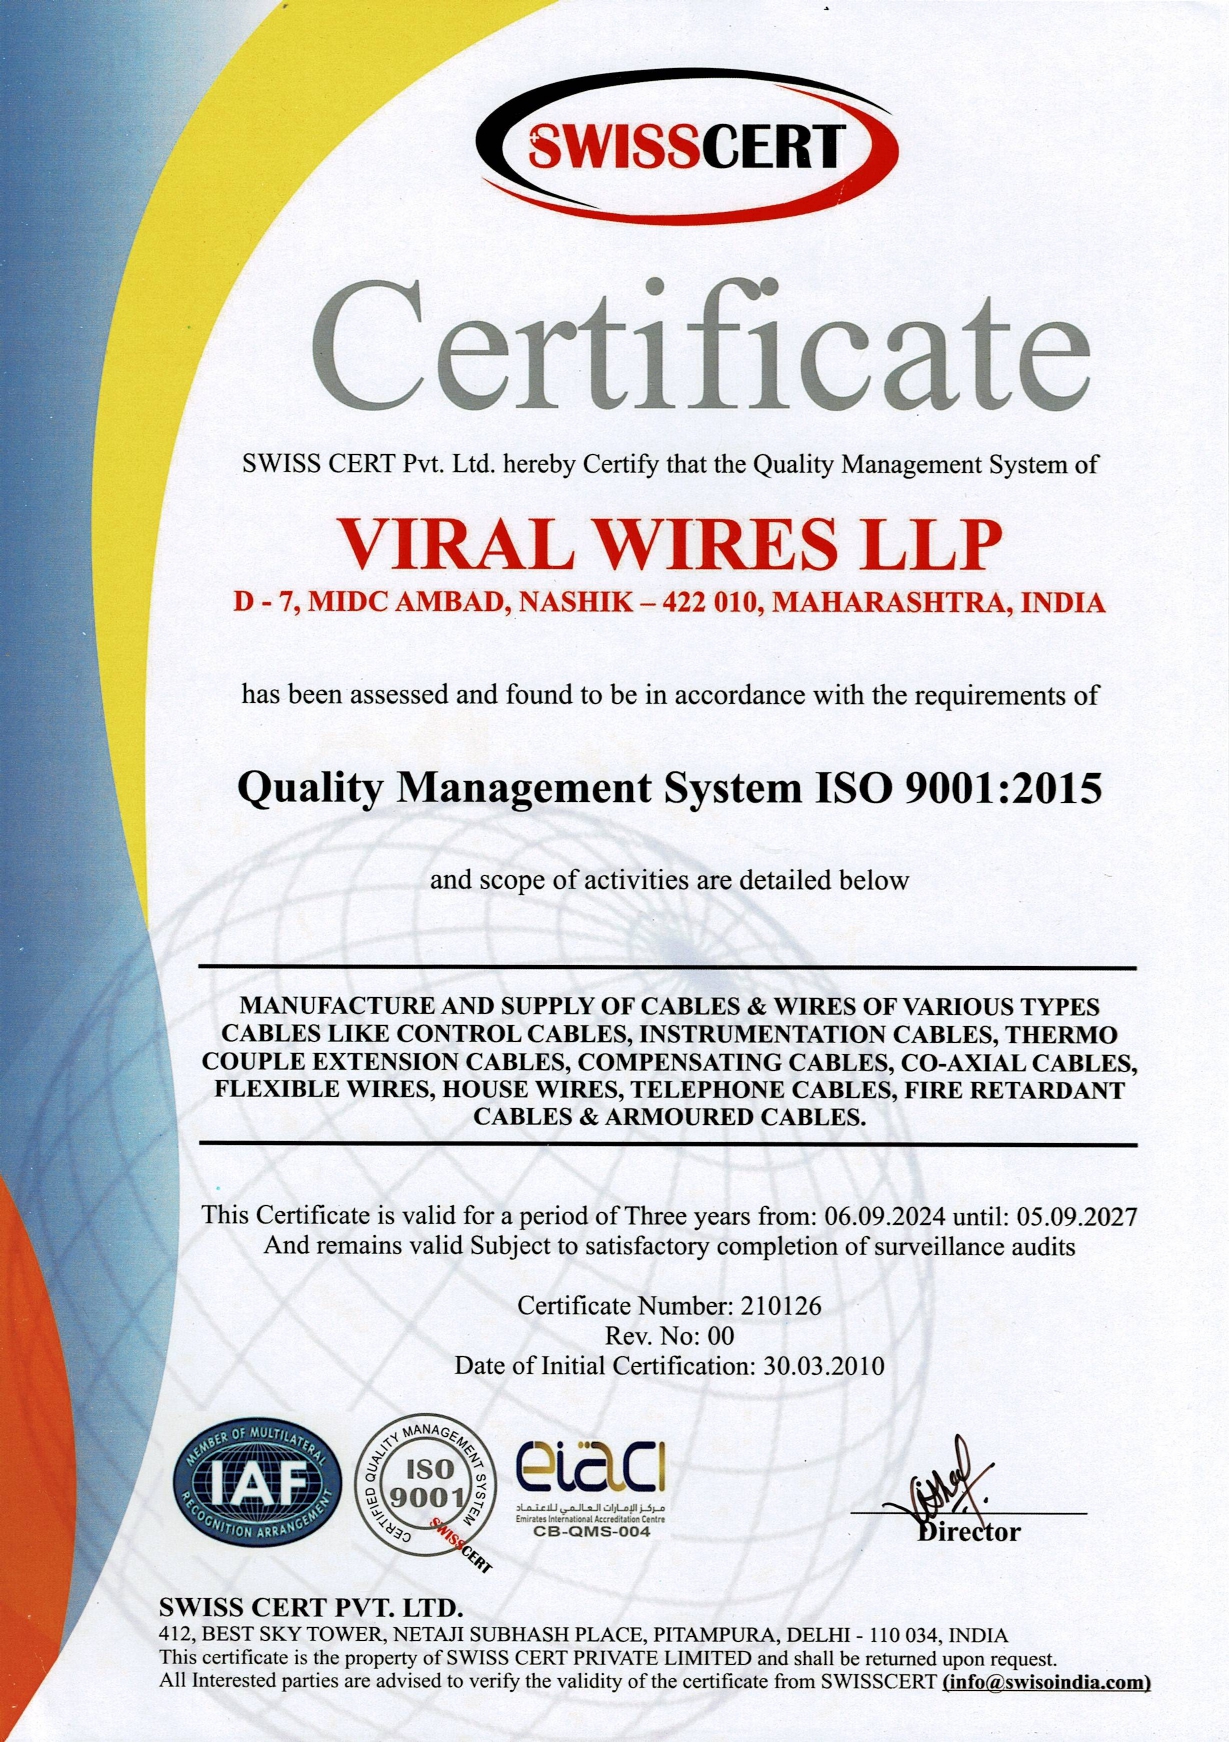 SWISSCERT
Certificate
SWISS CERT Pvt. Ltd. hereby Certify that the Quality Management System of
VIRAL WIRES LLP
D - 7, MIDC AMBAD, NASHIK – 422 010, MAHARASHTRA, INDIA
has been assessed and found to be in accordance with the requirements of
Quality Management System ISO 9001:2015
and scope of activities are detailed below
MANUFACTURE AND SUPPLY OF CABLES & WIRES OF VARIOUS TYPES
CABLES LIKE CONTROL CABLES, INSTRUMENTATION CABLES, THERMO
COUPLE EXTENSION CABLES, COMPENSATING CABLES, CO-AXIAL CABLES,
FLEXIBLE WIRES, HOUSE WIRES, TELEPHONE CABLES, FIRE RETARDANT
CABLES & ARMOURED CABLES.
This Certificate is valid for a period of Three years from: 06.09.2024 until: 05.09.2027
And remains valid Subject to satisfactory completion of surveillance audits
Certificate Number: 210126
Rev. No: 00
Date of Initial Certification: 30.03.2010
MEMBER OF MULTILATERAL
IAF
RECOGNITION ARRANGEMENT
CERTIFIED QUALITY MANAGEMENT SYSTEM
ISO
9001
SWISSCERT
eiac
مركز الإمارات العالمي للاعتماد
Emirates International Accreditation Centre
CB-QMS-004
Director
SWISS CERT PVT. LTD.
412, BEST SKY TOWER, NETAJI SUBHASH PLACE, PITAMPURA, DELHI - 110 034, INDIA
This certificate is the property of SWISS CERT PRIVATE LIMITED and shall be returned upon request.
All Interested parties are advised to verify the validity of the certificate from SWISSCERT (info@swisoindia.com)